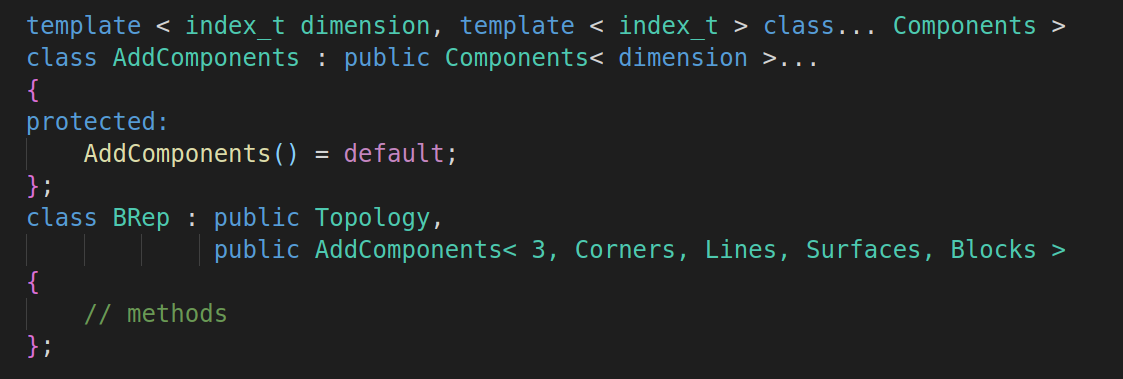 template < index_t dimension, template < index_t > class... Components >
class AddComponents : public Components< dimension >...
{
protected:
    AddComponents() = default;
};
class BRep : public Topology,
             public AddComponents< 3, Corners, Lines, Surfaces, Blocks >
{
    // methods
};